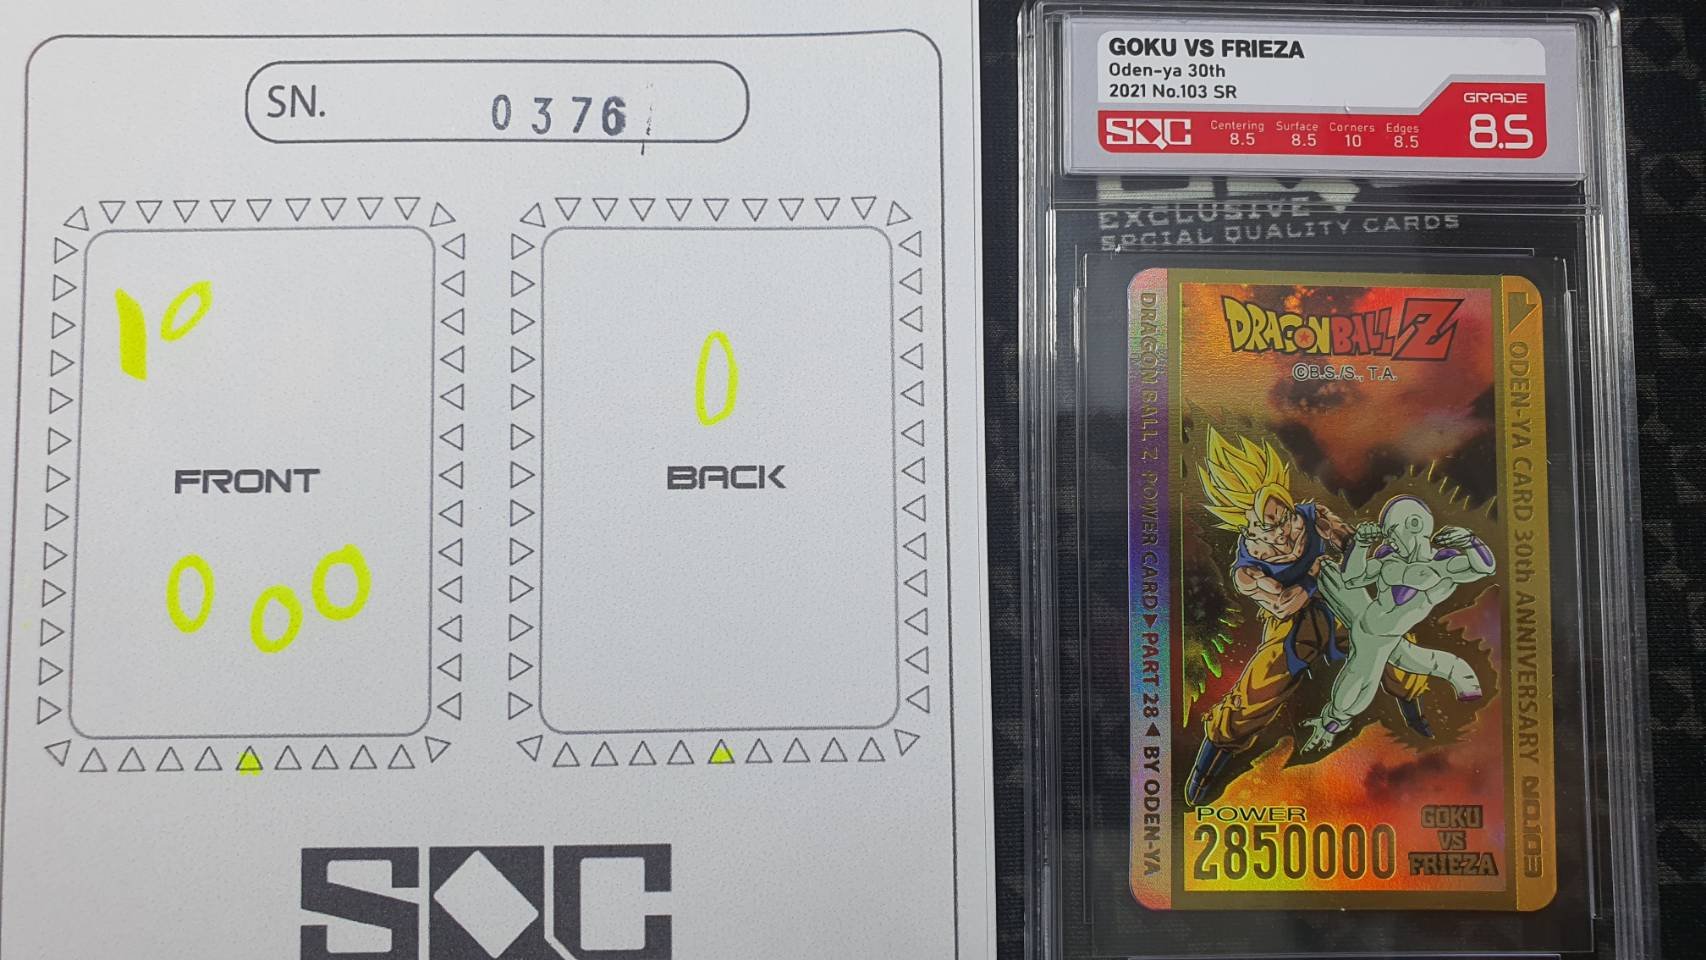 SN. 0376
FRONT
BACK
SQC
GOKU VS FRIEZA
Oden-ya 30th
2021 No.103 SR
GRADE
8.5
SQC
Centering Surface Corners Edges
8.5 8.5 10 8.5
EXCLUSIVE
SPECIAL QUALITY CARDS
DRAGON BALL Z POWER CARD ▶ PART 28 ◀ BY ODEN-YA
DRAGON BALL Z
©B.S./S., T.A.
ODEN-YA CARD 30th ANNIVERSARY NO.103
POWER
2850000
GOKU
VS
FRIEZA